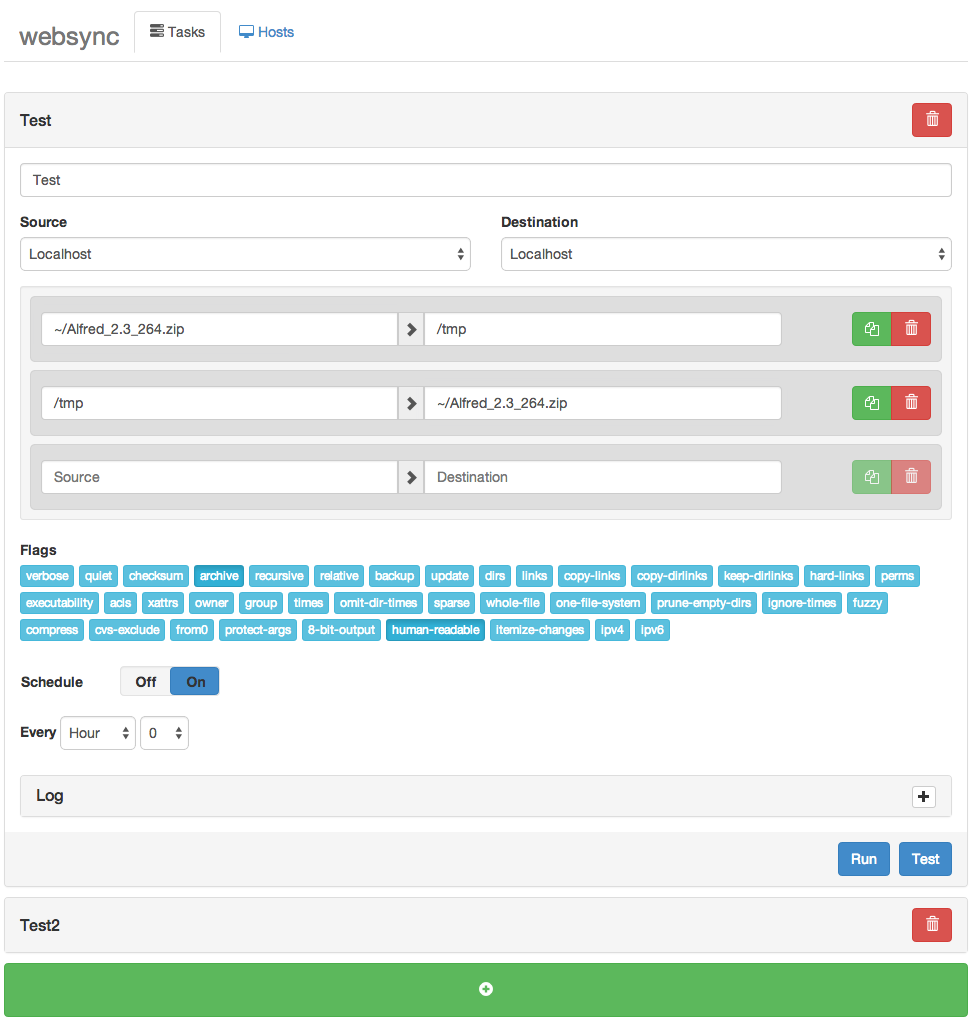 websync Tasks Hosts
Test
Test
Source Destination
Localhost Localhost
~/Alfred_2.3_264.zip /tmp
/tmp ~/Alfred_2.3_264.zip
Source Destination
Flags
verbose quiet checksum archive recursive relative backup update dirs links copy-links copy-dirlinks keep-dirlinks hard-links perms
executability acls xattrs owner group times omit-dir-times sparse whole-file one-file-system prune-empty-dirs ignore-times fuzzy
compress cvs-exclude from0 protect-args 8-bit-output human-readable itemize-changes ipv4 ipv6
Schedule Off On
Every Hour 0
Log
Run Test
Test2